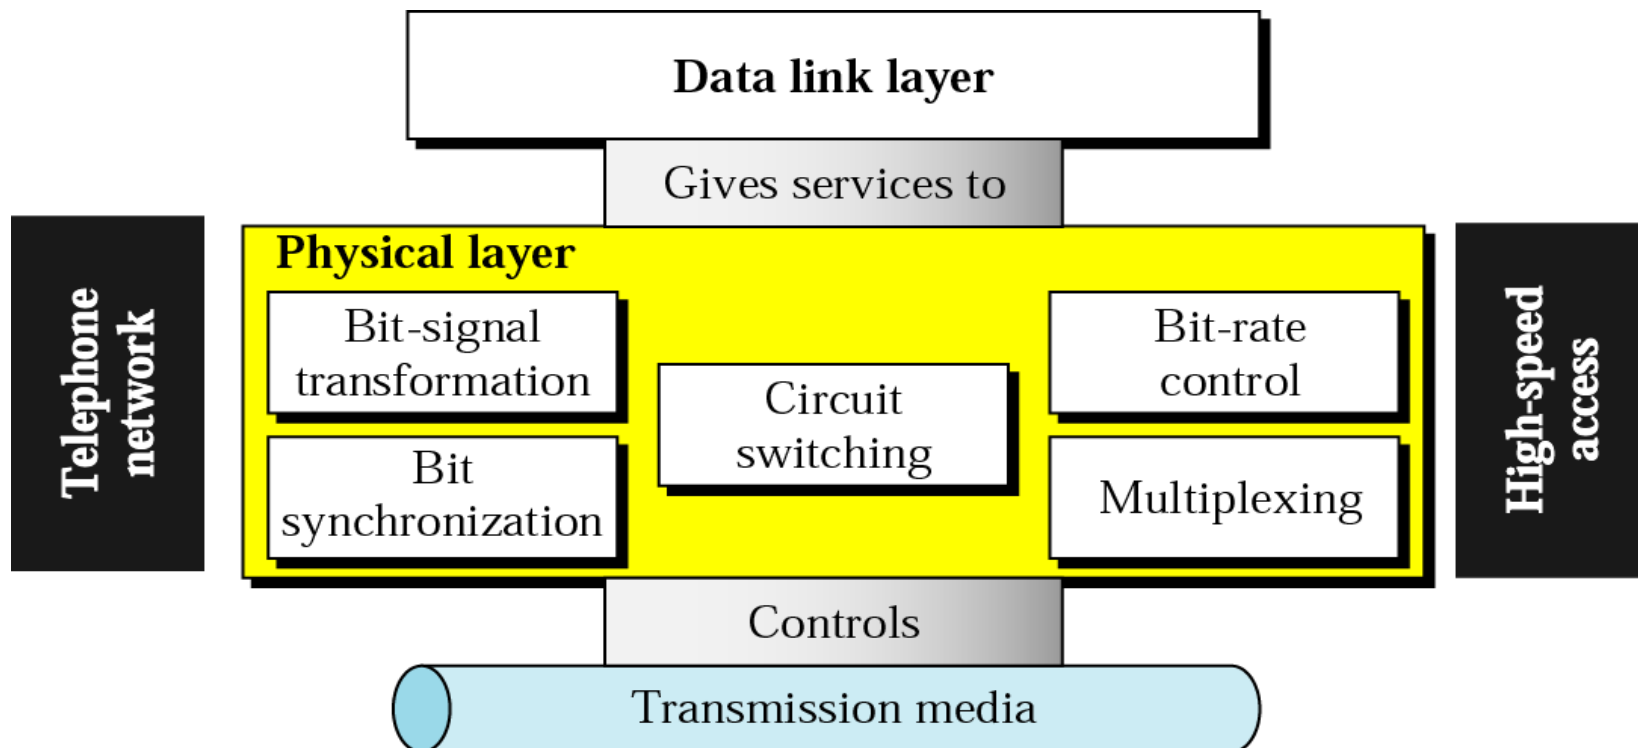 Data link layer
Gives services to
Telephone
network
Physical layer
Bit-signal
transformation
Bit
synchronization
Circuit
switching
Bit-rate
control
Multiplexing
High-speed
access
Controls
Transmission media